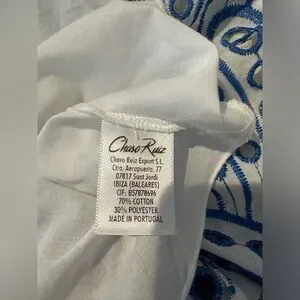 Charo Ruiz
Charo Ruiz Export S.L.
Ctra. Aeropuerto, 77
07817 Sant Jordi
IBIZA (BALEARES)
CIF: B57878696
70% COTTON
30% POLYESTER
MADE IN PORTUGAL